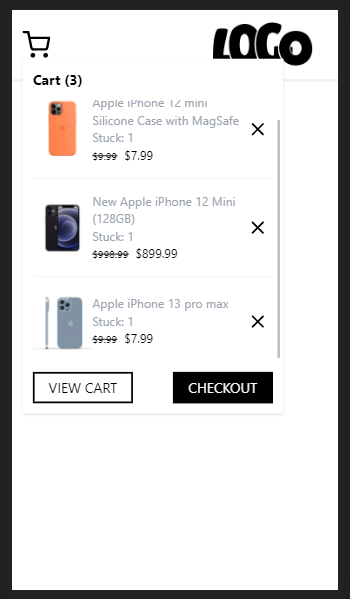 LOGO
Cart (3)
Apple iPhone 12 mini
Silicone Case with MagSafe
Stuck: 1
$9.99 $7.99
New Apple iPhone 12 Mini
(128GB)
Stuck: 1
$998.99 $899.99
Apple iPhone 13 pro max
Stuck: 1
$9.99 $7.99
VIEW CART
CHECKOUT